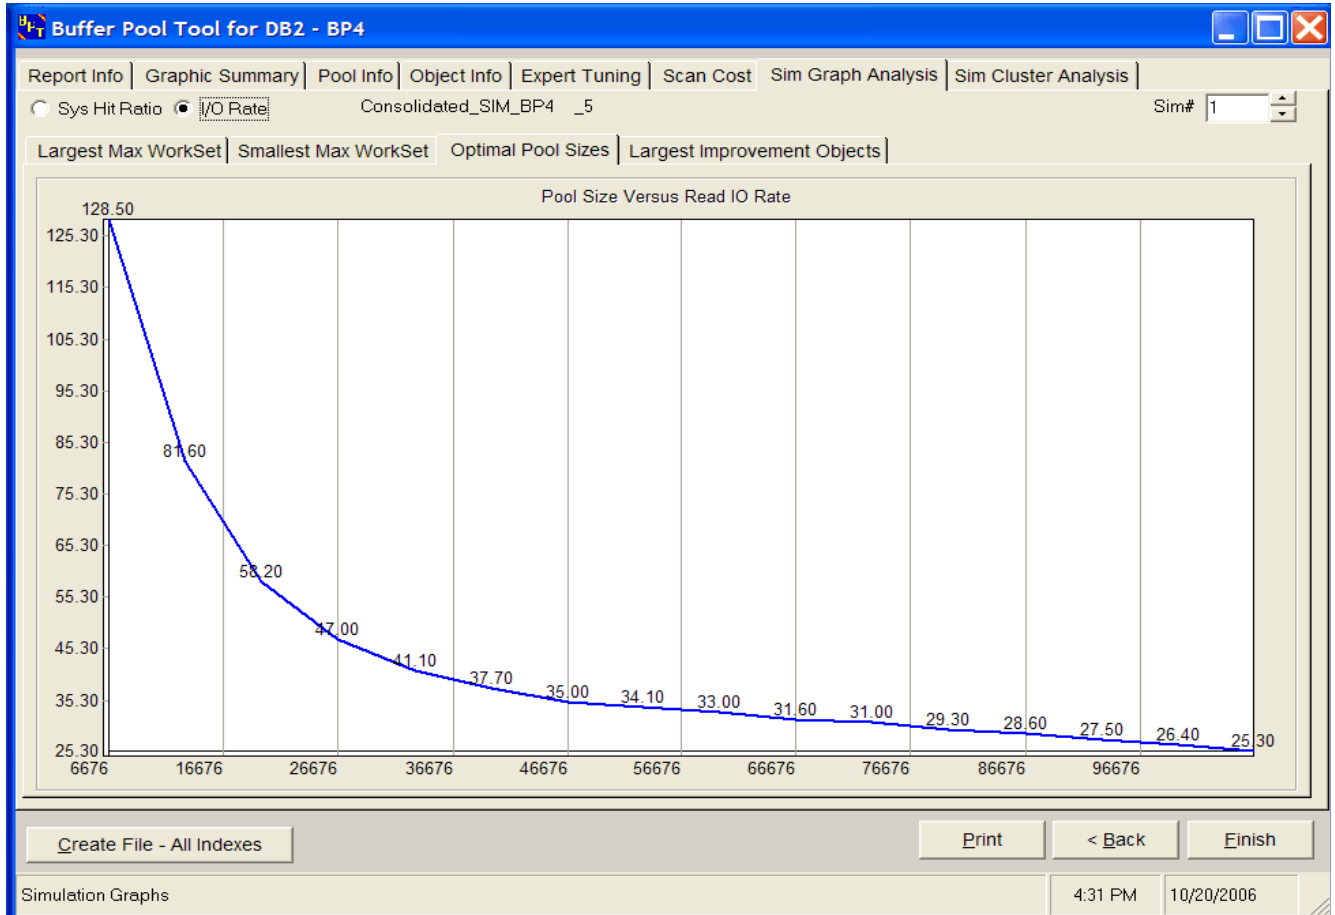 Buffer Pool Tool for DB2 - BP4
Report Info Graphic Summary Pool Info Object Info Expert Tuning Scan Cost Sim Graph Analysis Sim Cluster Analysis
Sys Hit Ratio I/O Rate Consolidated_SIM_BP4 _5 Sim# 1
Largest Max WorkSet Smallest Max WorkSet Optimal Pool Sizes Largest Improvement Objects
Pool Size Versus Read IO Rate
128.50
125.30
115.30
105.30
95.30
85.30
81.60
75.30
65.30
58.20
55.30
47.00
45.30
41.10
37.70
35.30
35.00 34.10 33.00 31.60 31.00 29.30 28.60 27.50 26.40 25.30
25.30
6676 16676 26676 36676 46676 56676 66676 76676 86676 96676
Create File - All Indexes Print < Back Finish
Simulation Graphs 4:31 PM 10/20/2006